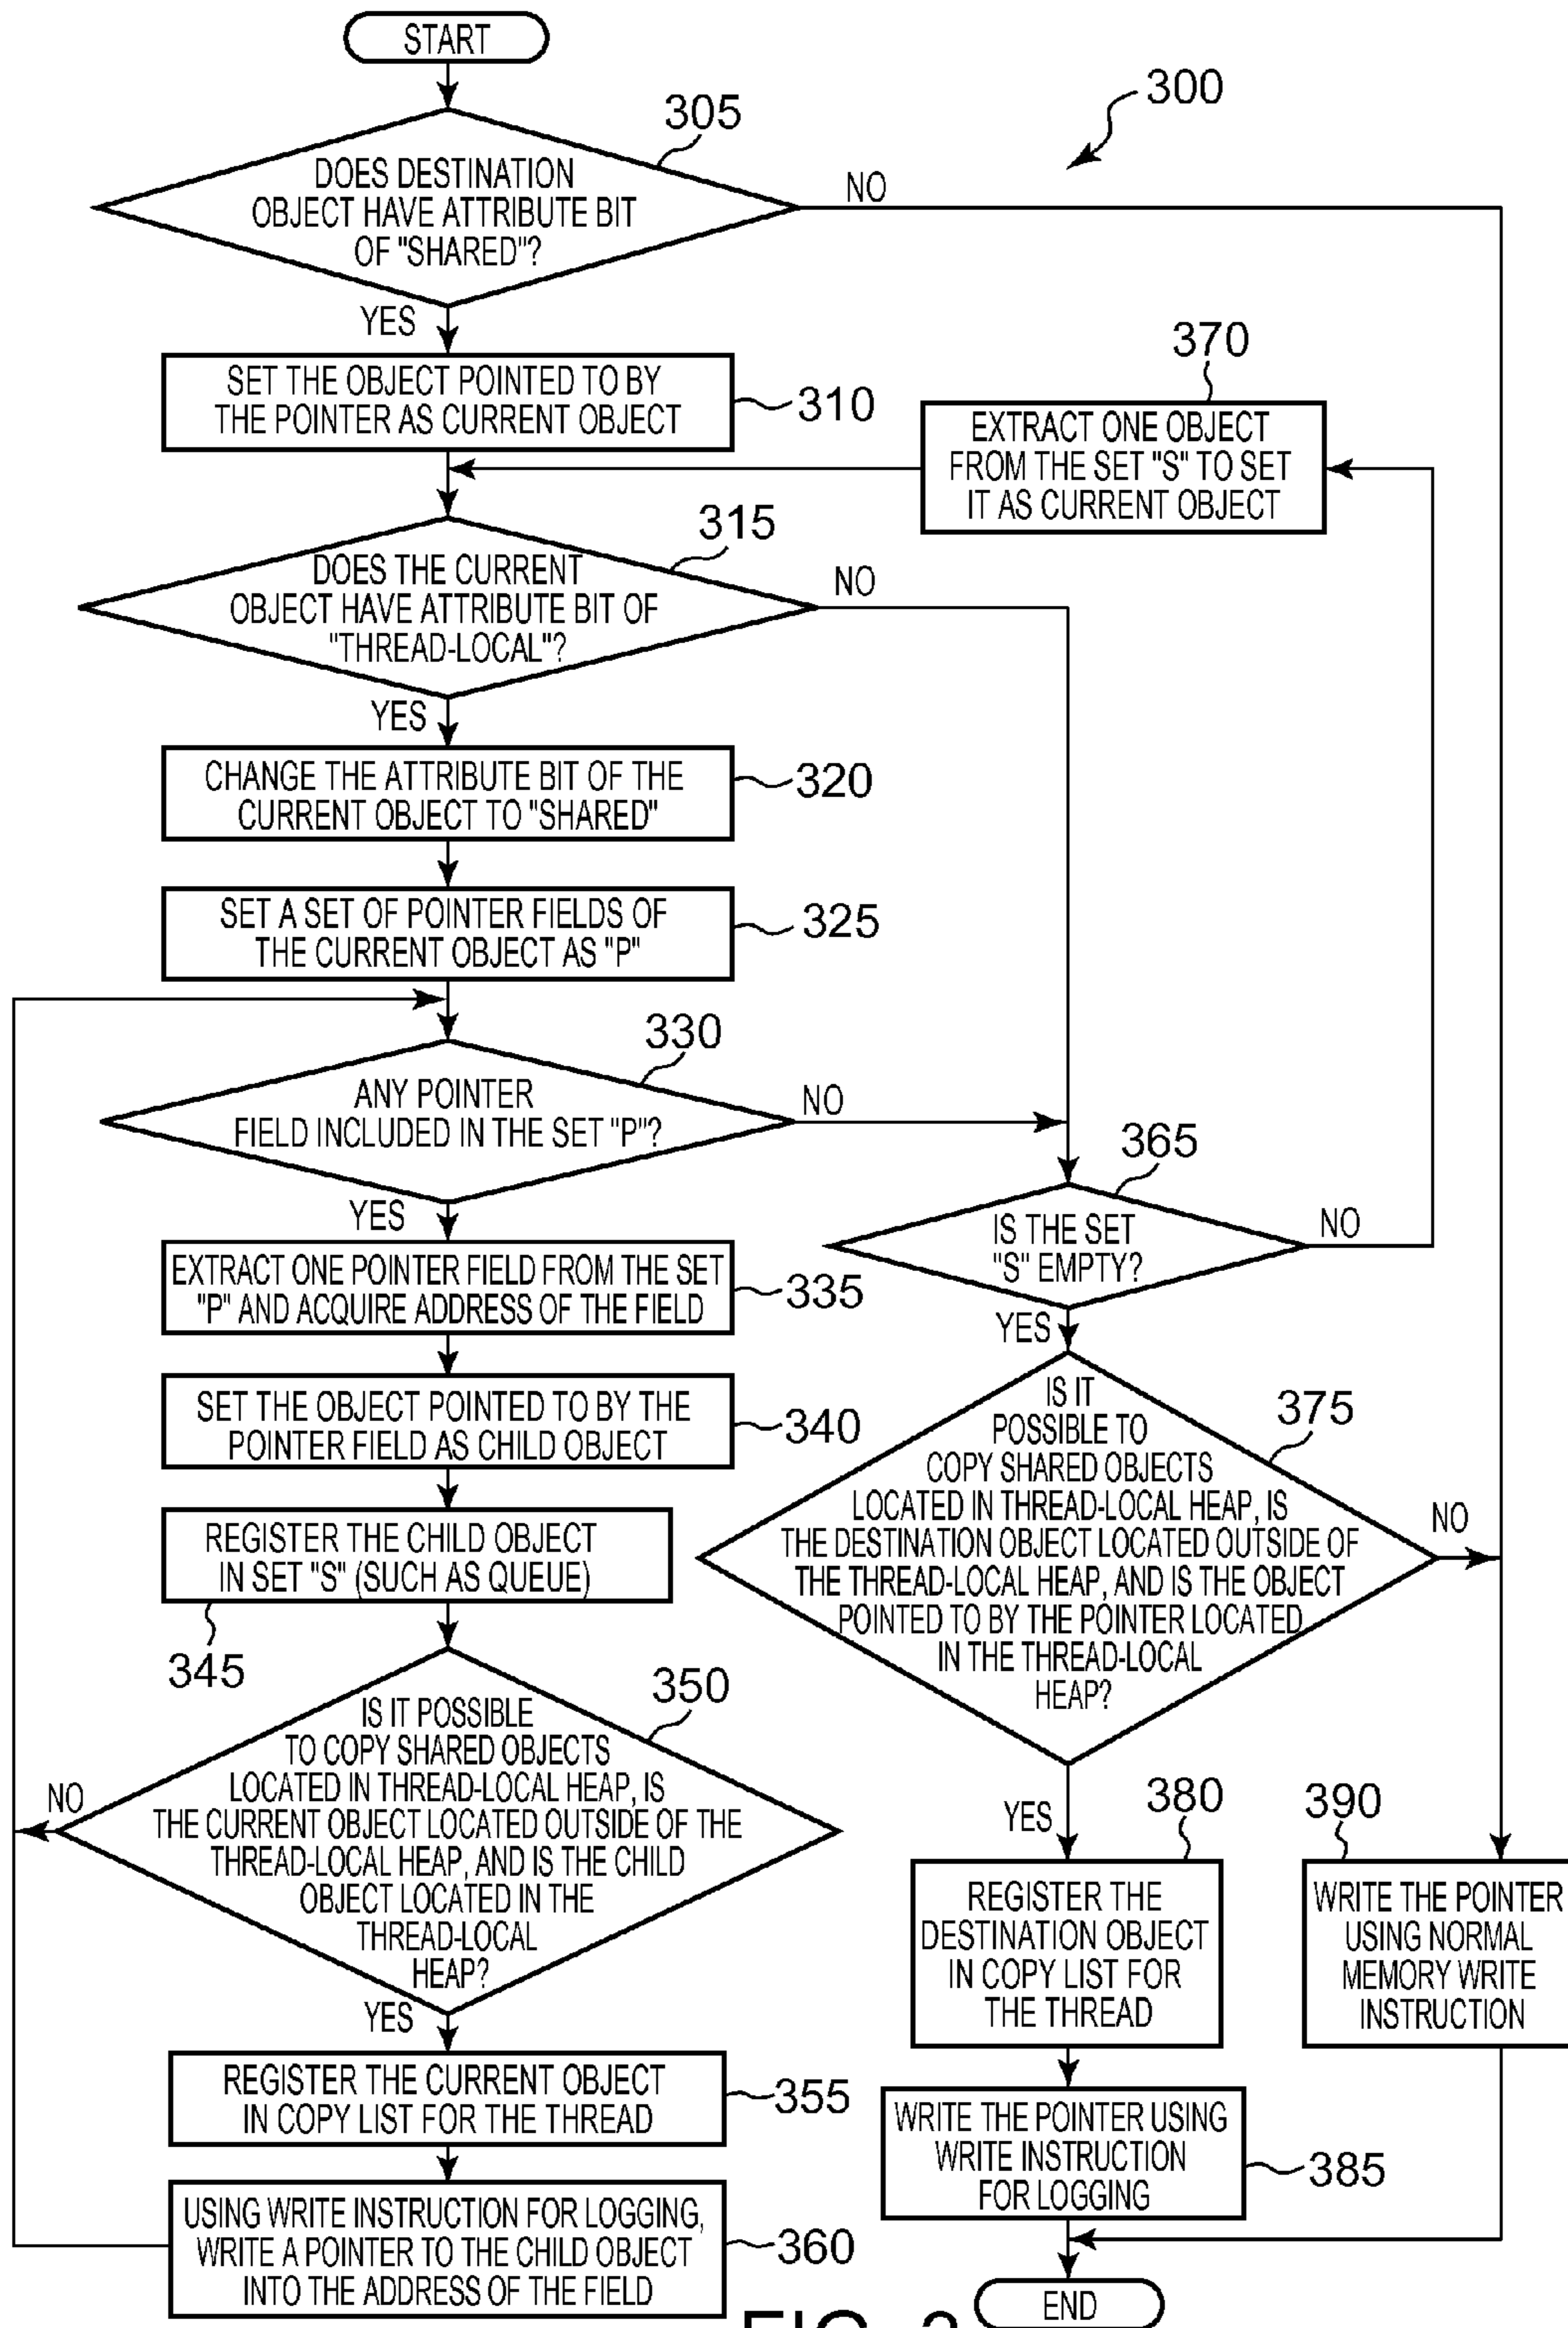 START
300
305
DOES DESTINATION
OBJECT HAVE ATTRIBUTE BIT
OF "SHARED"?
NO
YES
SET THE OBJECT POINTED TO BY
THE POINTER AS CURRENT OBJECT
310
370
EXTRACT ONE OBJECT
FROM THE SET "S" TO SET
IT AS CURRENT OBJECT
315
DOES THE CURRENT
OBJECT HAVE ATTRIBUTE BIT OF
"THREAD-LOCAL"?
NO
YES
CHANGE THE ATTRIBUTE BIT OF THE
CURRENT OBJECT TO "SHARED"
320
SET A SET OF POINTER FIELDS OF
THE CURRENT OBJECT AS "P"
325
330
ANY POINTER
FIELD INCLUDED IN THE SET "P"?
NO
YES
365
IS THE SET
"S" EMPTY?
NO
YES
EXTRACT ONE POINTER FIELD FROM THE SET
"P" AND ACQUIRE ADDRESS OF THE FIELD
335
SET THE OBJECT POINTED TO BY THE
POINTER FIELD AS CHILD OBJECT
340
REGISTER THE CHILD OBJECT
IN SET "S" (SUCH AS QUEUE)
345
375
IS IT
POSSIBLE TO
COPY SHARED OBJECTS
LOCATED IN THREAD-LOCAL HEAP, IS
THE DESTINATION OBJECT LOCATED OUTSIDE OF
THE THREAD-LOCAL HEAP, AND IS THE OBJECT
POINTED TO BY THE POINTER LOCATED
IN THE THREAD-LOCAL
HEAP?
NO
YES
350
IS IT POSSIBLE
TO COPY SHARED OBJECTS
LOCATED IN THREAD-LOCAL HEAP, IS
THE CURRENT OBJECT LOCATED OUTSIDE OF THE
THREAD-LOCAL HEAP, AND IS THE CHILD
OBJECT LOCATED IN THE
THREAD-LOCAL
HEAP?
NO
YES
380
REGISTER THE
DESTINATION OBJECT
IN COPY LIST FOR
THE THREAD
390
WRITE THE POINTER
USING NORMAL
MEMORY WRITE
INSTRUCTION
REGISTER THE CURRENT OBJECT
IN COPY LIST FOR THE THREAD
355
WRITE THE POINTER USING
WRITE INSTRUCTION
FOR LOGGING
385
USING WRITE INSTRUCTION FOR LOGGING,
WRITE A POINTER TO THE CHILD OBJECT
INTO THE ADDRESS OF THE FIELD
360
END